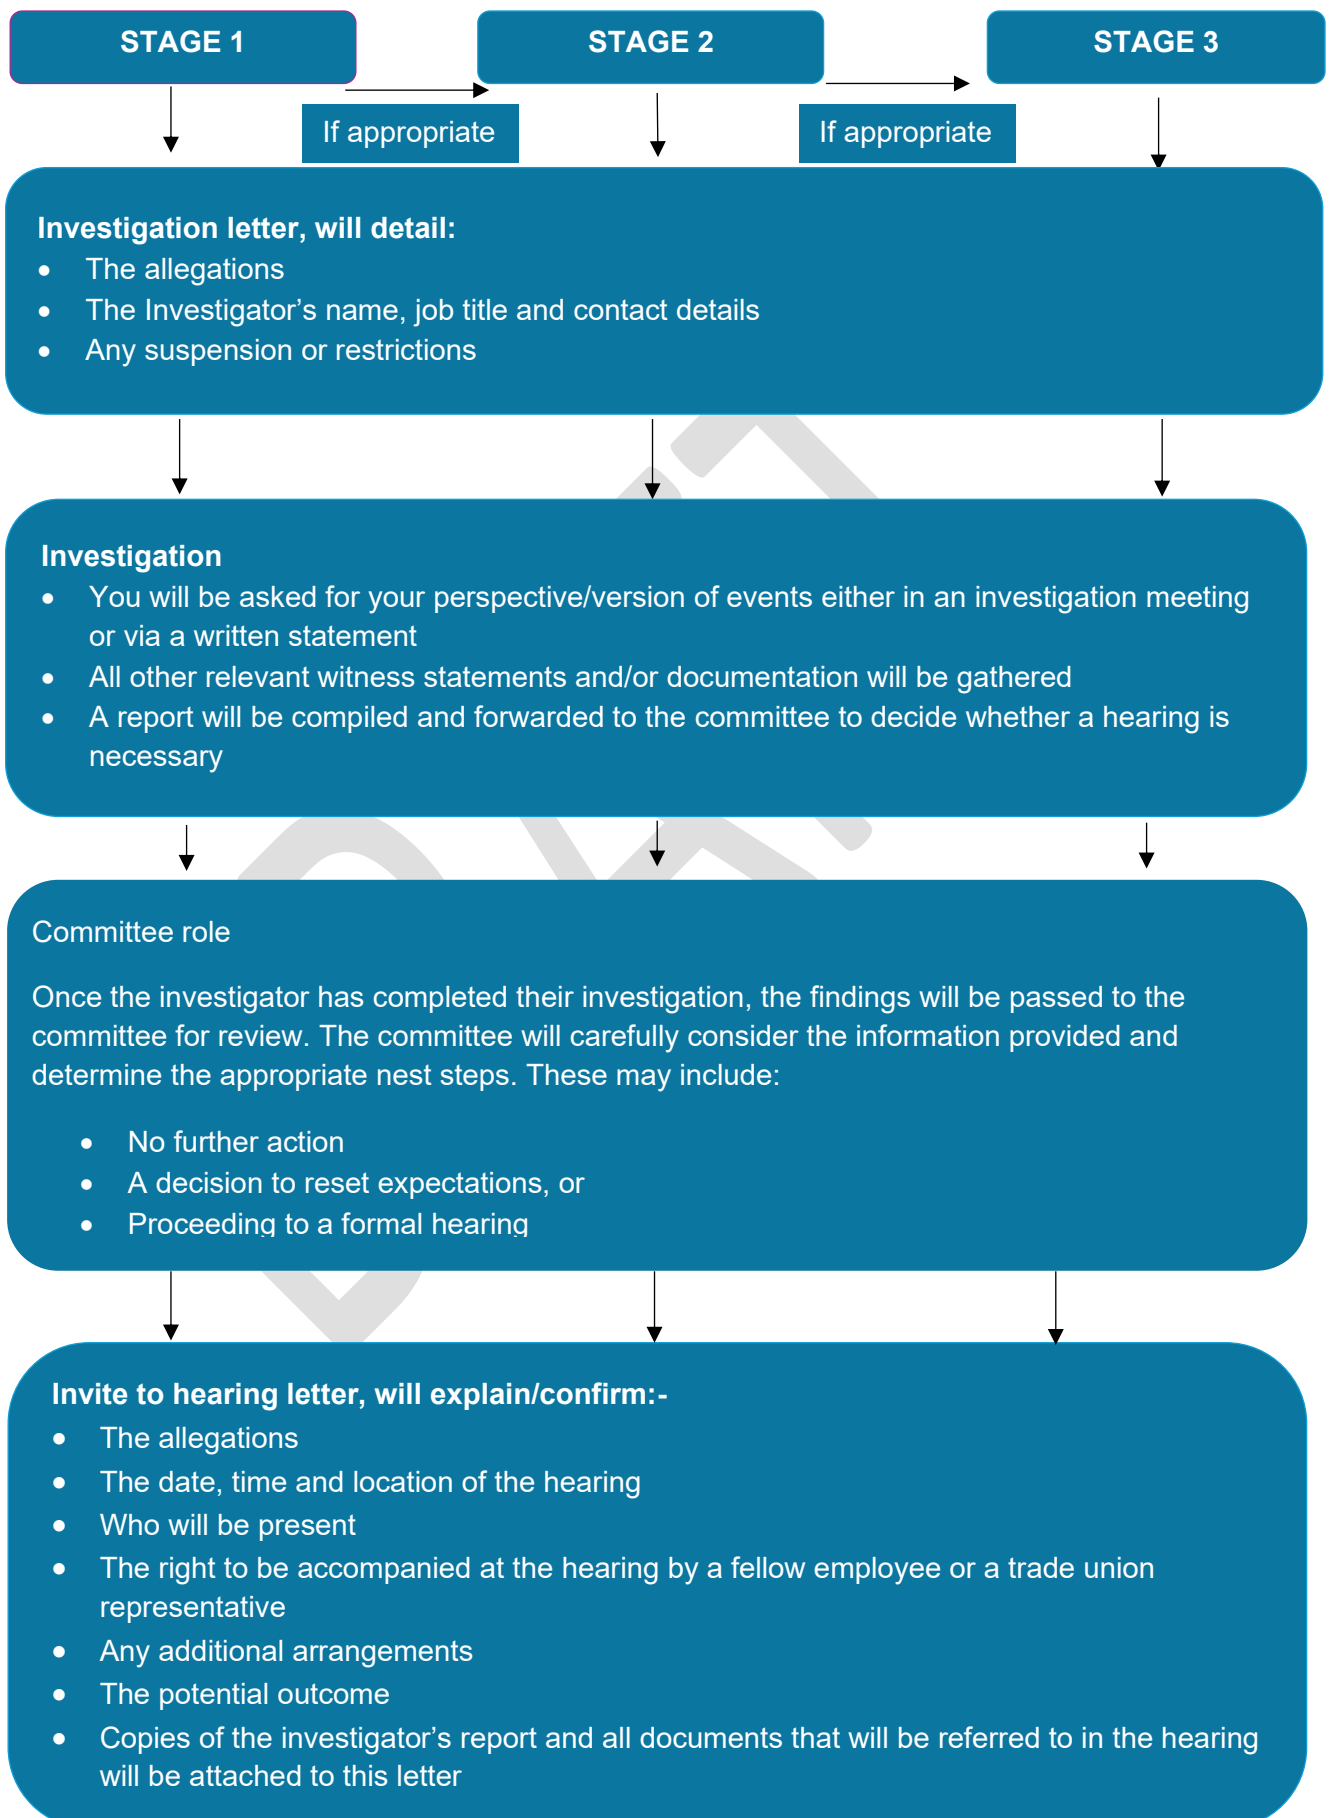 STAGE 1
STAGE 2
STAGE 3
If appropriate
If appropriate
Investigation letter, will detail:
• The allegations
• The Investigator’s name, job title and contact details
• Any suspension or restrictions
Investigation
• You will be asked for your perspective/version of events either in an investigation meeting
or via a written statement
• All other relevant witness statements and/or documentation will be gathered
• A report will be compiled and forwarded to the committee to decide whether a hearing is
necessary
Committee role
Once the investigator has completed their investigation, the findings will be passed to the
committee for review. The committee will carefully consider the information provided and
determine the appropriate nest steps. These may include:
• No further action
• A decision to reset expectations, or
• Proceeding to a formal hearing
Invite to hearing letter, will explain/confirm:-
• The allegations
• The date, time and location of the hearing
• Who will be present
• The right to be accompanied at the hearing by a fellow employee or a trade union
representative
• Any additional arrangements
• The potential outcome
• Copies of the investigator’s report and all documents that will be referred to in the hearing
will be attached to this letter